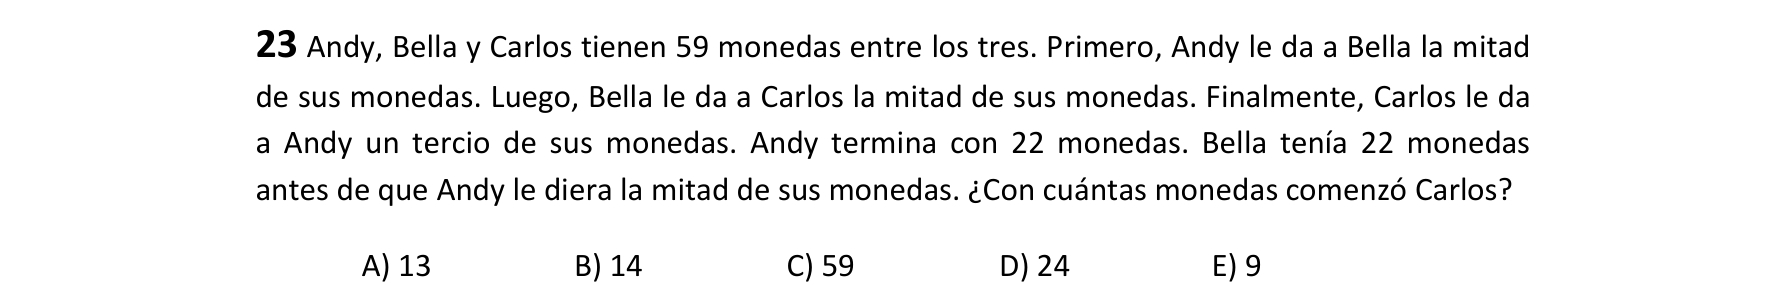 23 Andy, Bella y Carlos tienen 59 monedas entre los tres. Primero, Andy le da a Bella la mitad
de sus monedas. Luego, Bella le da a Carlos la mitad de sus monedas. Finalmente, Carlos le da
a Andy un tercio de sus monedas. Andy termina con 22 monedas. Bella tenía 22 monedas
antes de que Andy le diera la mitad de sus monedas. ¿Con cuántas monedas comenzó Carlos?
A) 13 B) 14 C) 59 D) 24 E) 9